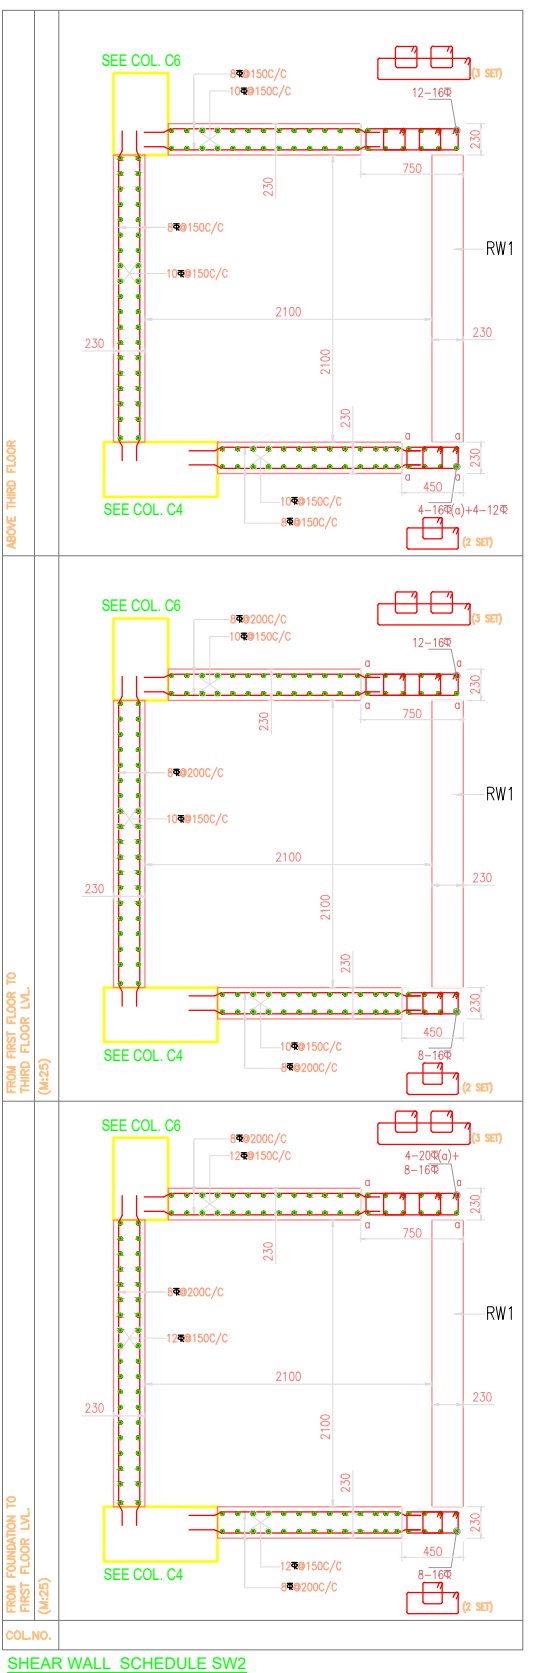 SEE COL. C6
8Φ@150C/C
10Φ@150C/C
(3 SET)
12-16Φ
230
750
230
8Φ@150C/C
RW1
10Φ@150C/C
2100
230
230
2100
230
a a
230
a a
450
10Φ@150C/C
8Φ@150C/C
4-16Φ(a)+4-12Φ
SEE COL. C4
(2 SET)
ABOVE THIRD FLOOR
SEE COL. C6
8Φ@200C/C
10Φ@150C/C
(3 SET)
12-16Φ
a a
230
a a
750
230
8Φ@200C/C
RW1
10Φ@150C/C
2100
230
230
2100
230
230
450
10Φ@150C/C
8Φ@200C/C
8-16Φ
SEE COL. C4
(2 SET)
FROM FIRST FLOOR TO
THIRD FLOOR LVL.
(M:25)
SEE COL. C6
8Φ@200C/C
12Φ@150C/C
(3 SET)
4-20Φ(a)+
8-16Φ
a a
230
a a
750
230
8Φ@200C/C
RW1
12Φ@150C/C
2100
230
230
2100
230
230
450
12Φ@150C/C
8Φ@200C/C
8-16Φ
SEE COL. C4
(2 SET)
FROM FOUNDATION TO
FIRST FLOOR LVL.
(M:25)
COL.NO.
SHEAR WALL SCHEDULE SW2